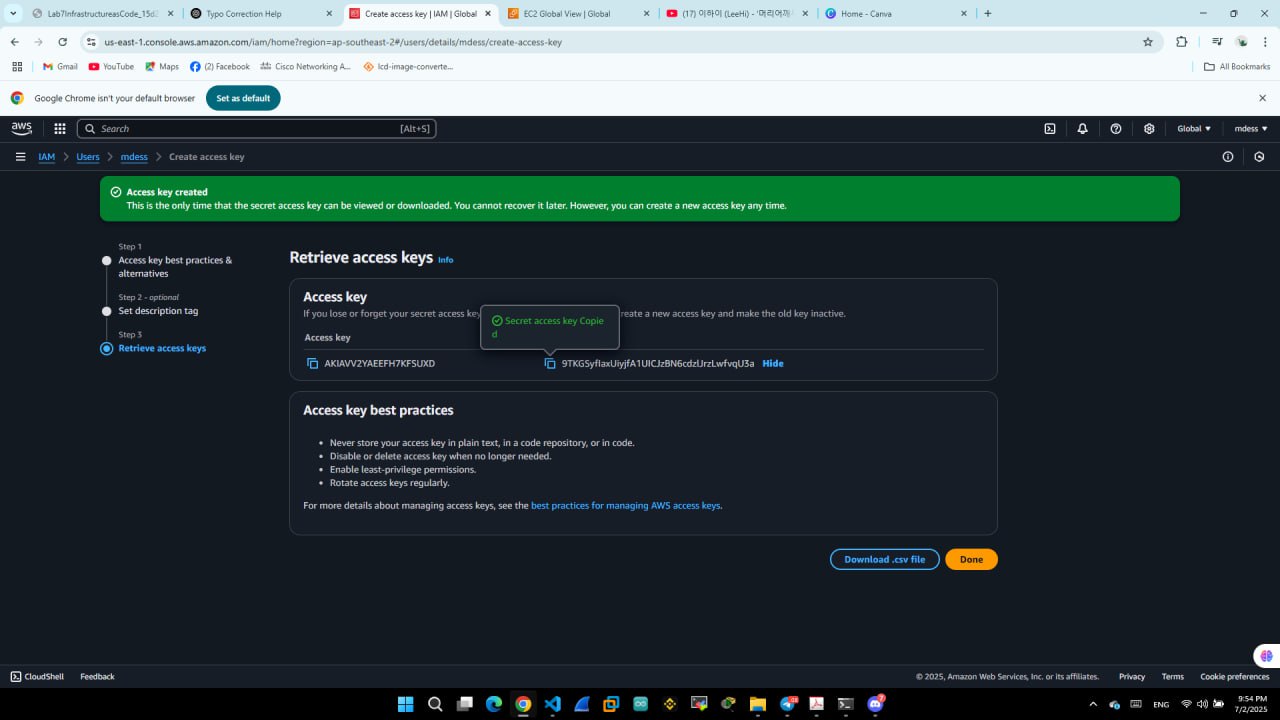 Lab7InfrastructureasCode_15d2
Typo Correction Help
Create access key | IAM | Global
EC2 Global View | Global
(17) 이하이 (LeeHi) - '머리어깨
Home - Canva
us-east-1.console.aws.amazon.com/iam/home?region=ap-southeast-2#/users/details/mdess/create-access-key
Gmail YouTube Maps (2) Facebook Cisco Networking A... lcd-image-converte... All Bookmarks
Google Chrome isn't your default browser Set as default
aws Search [Alt+S] Global mdess
IAM Users mdess Create access key
Access key created
This is the only time that the secret access key can be viewed or downloaded. You cannot recover it later. However, you can create a new access key any time.
Step 1
Access key best practices &
alternatives
Step 2 - optional
Set description tag
Step 3
Retrieve access keys
Retrieve access keys Info
Access key
If you lose or forget your secret access key create a new access key and make the old key inactive.
Secret access key Copie
d
Access key
AKIAVV2YAEEFH7KFSUXD Hide
Access key best practices
Never store your access key in plain text, in a code repository, or in code.
Disable or delete access key when no longer needed.
Enable least-privilege permissions.
Rotate access keys regularly.
For more details about managing access keys, see the best practices for managing AWS access keys.
Download .csv file Done
CloudShell Feedback © 2025, Amazon Web Services, Inc. or its affiliates. Privacy Terms Cookie preferences
ENG 9:54 PM
7/2/2025